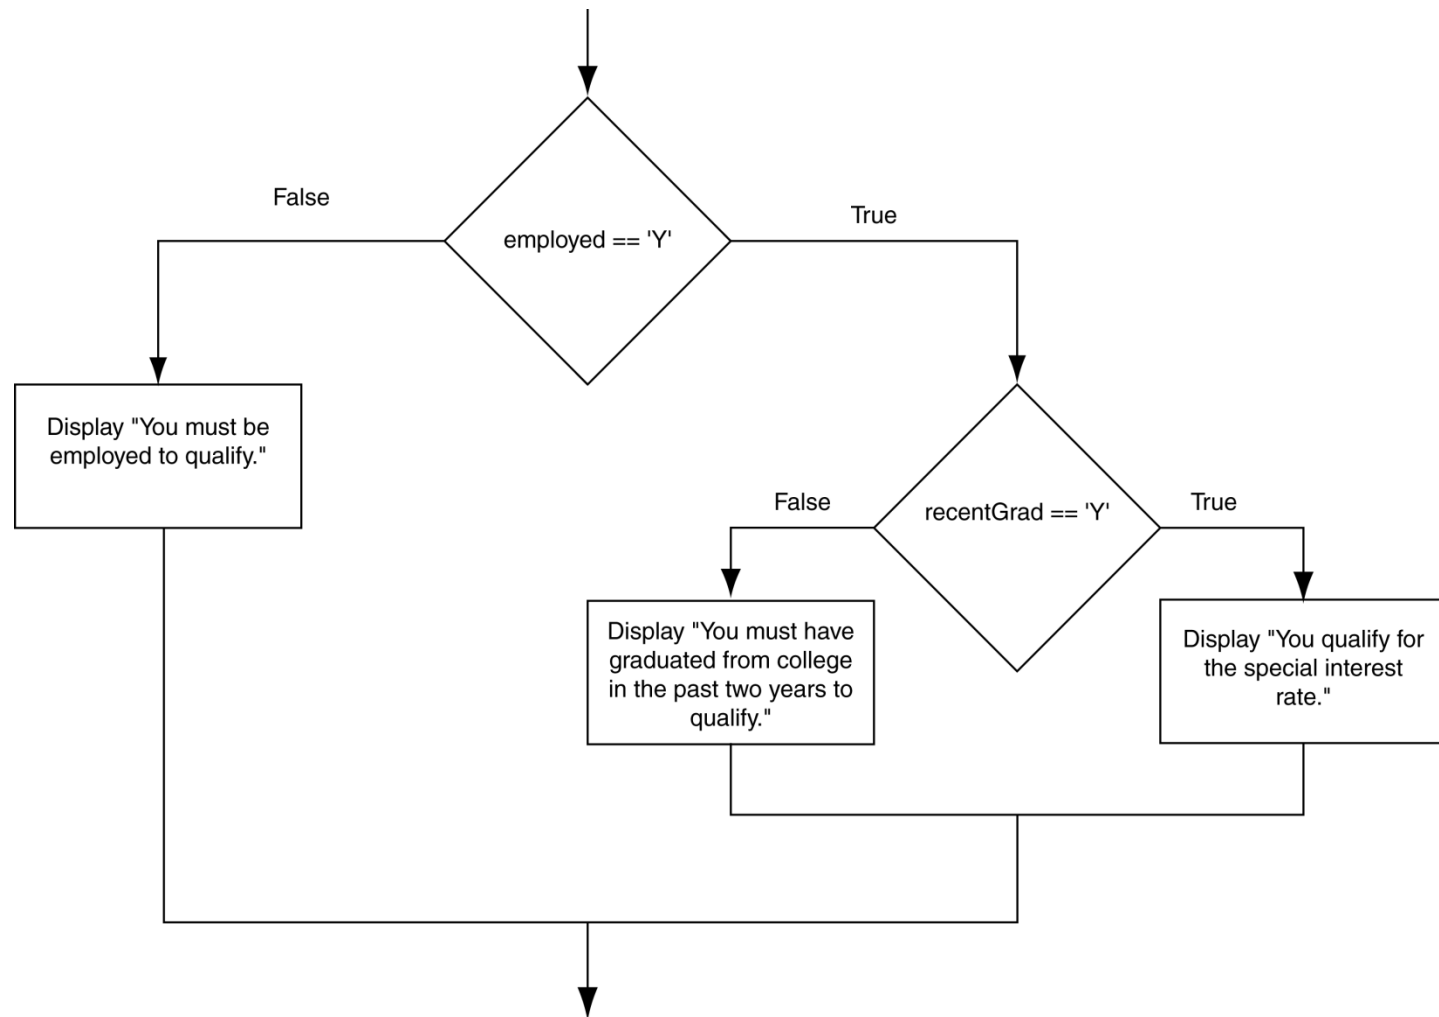 False
True
employed == 'Y'
Display "You must be
employed to qualify."
False
True
recentGrad == 'Y'
Display "You must have
graduated from college
in the past two years to
qualify."
Display "You qualify for
the special interest
rate."